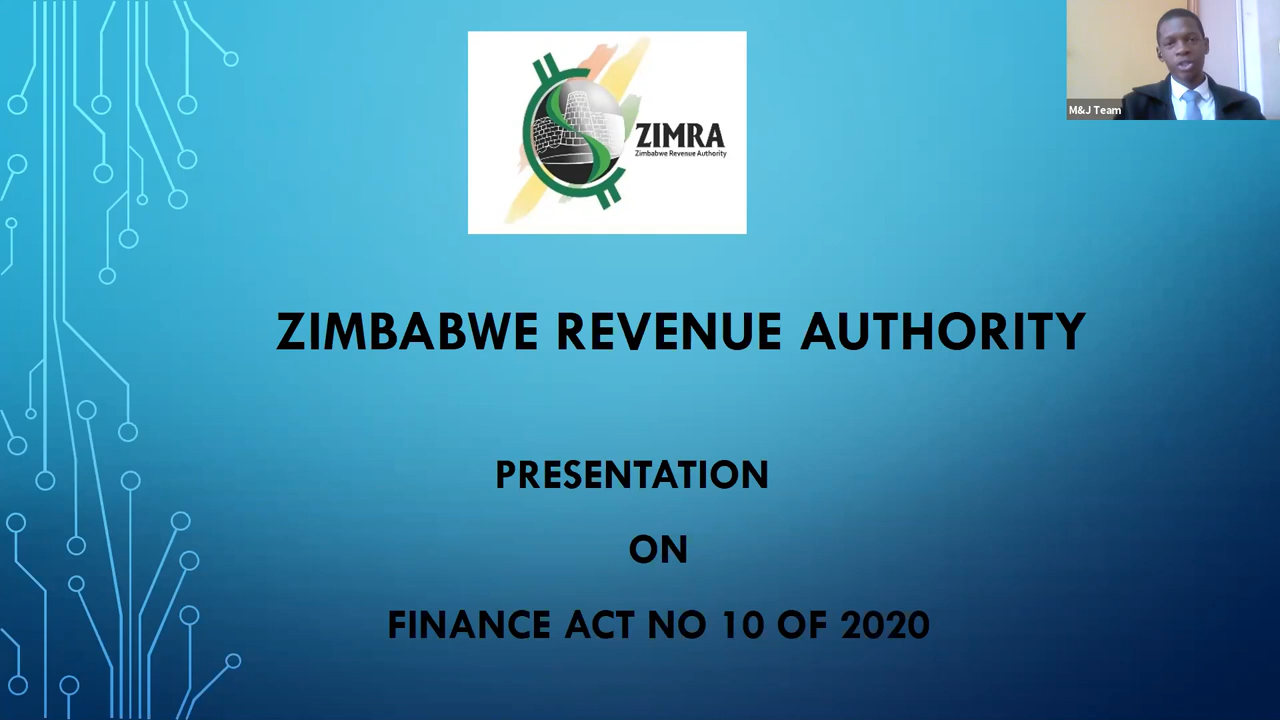 ZIMRA
Zimbabwe Revenue Authority
M&J Team
ZIMBABWE REVENUE AUTHORITY
PRESENTATION
ON
FINANCE ACT NO 10 OF 2020